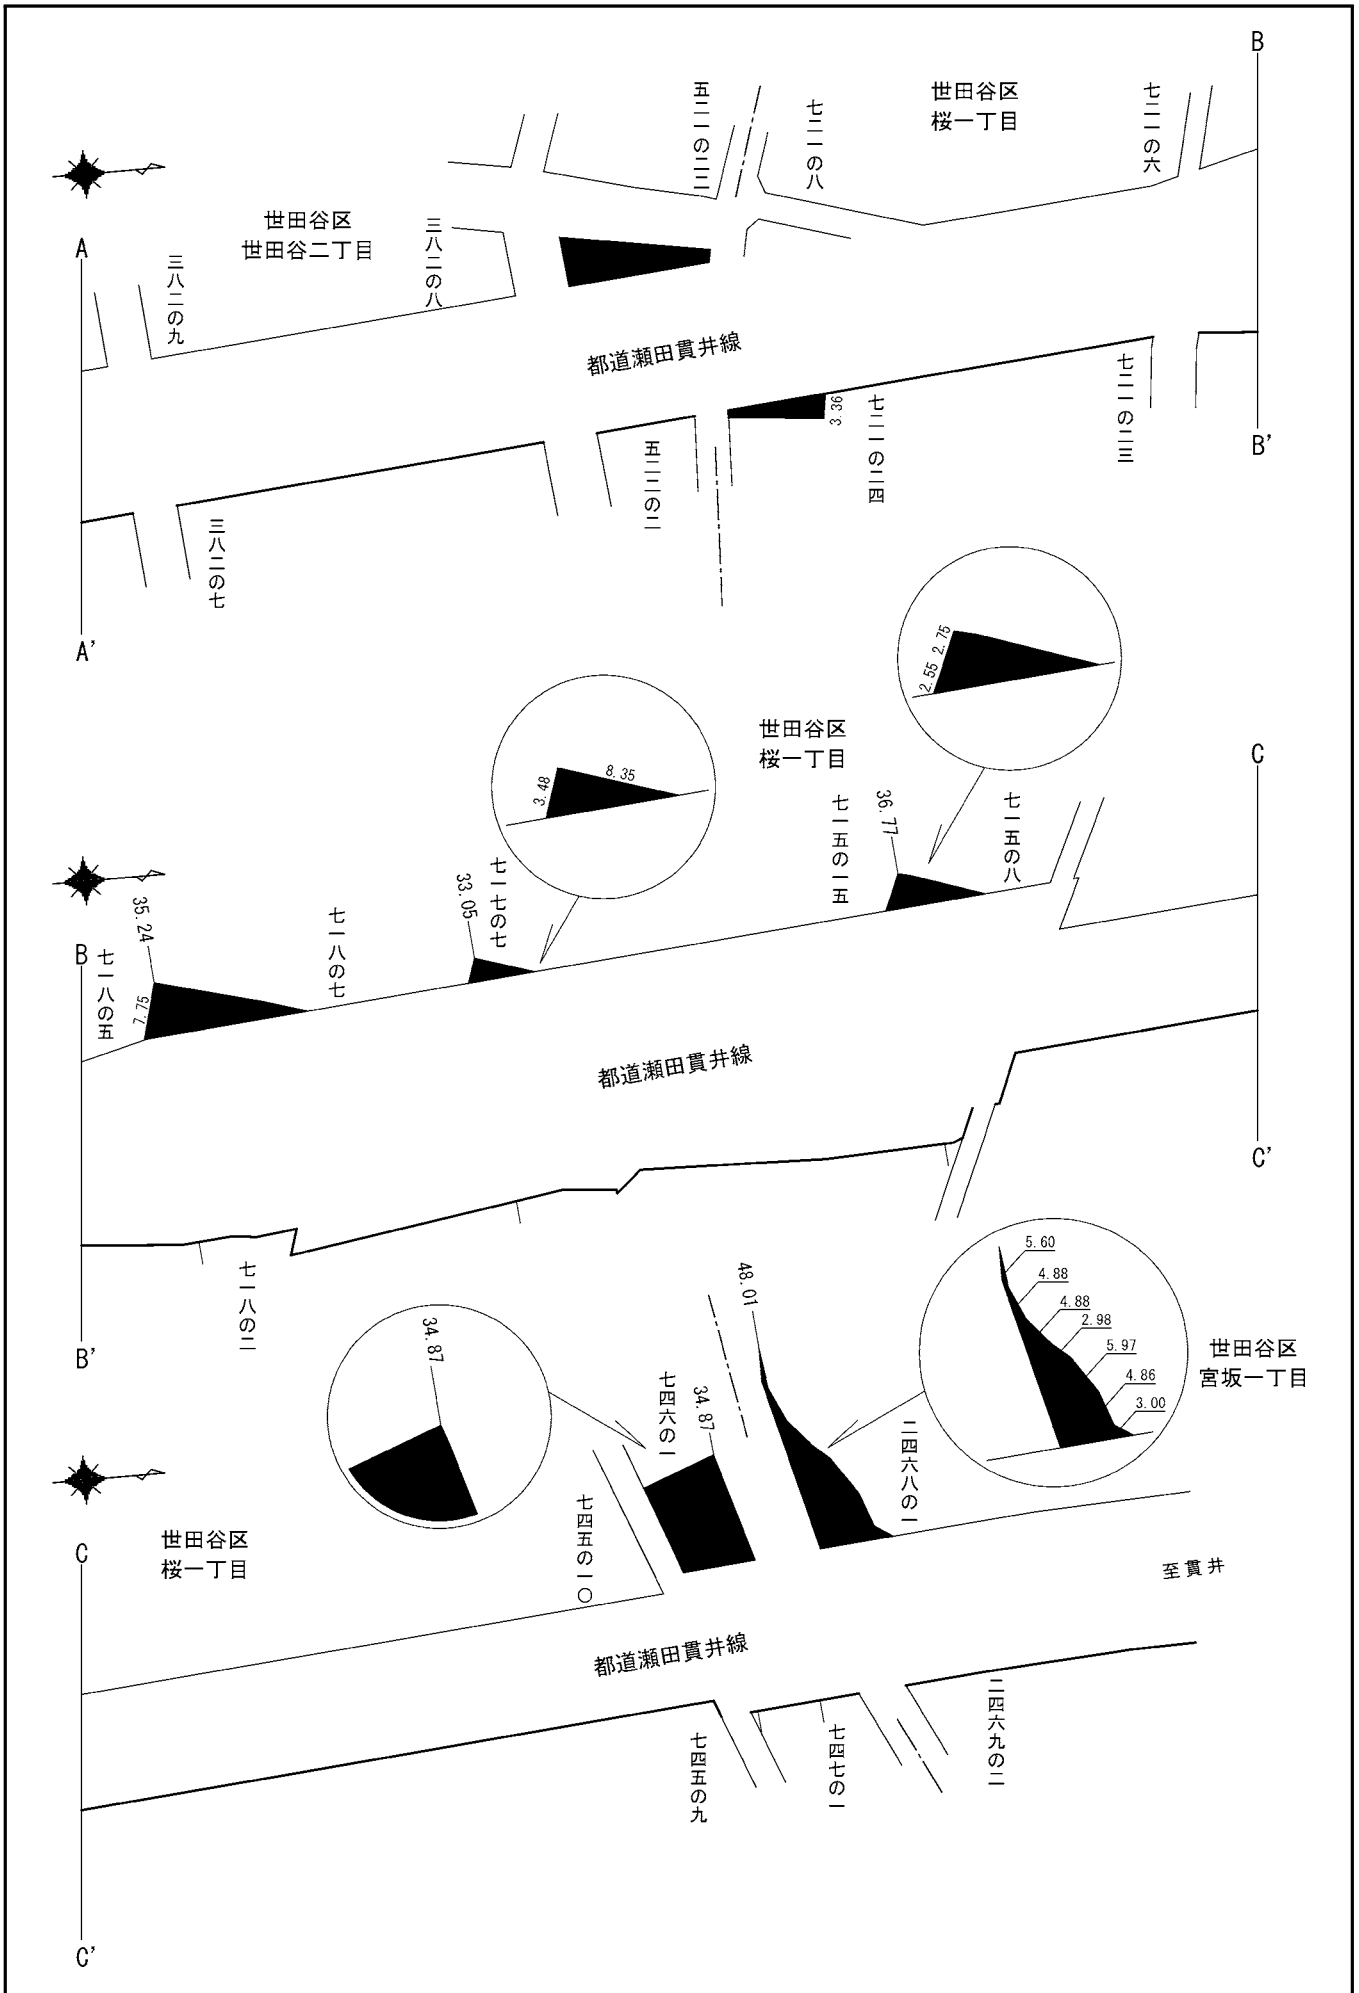 B
世田谷区
桜一丁目
五二一の二二
七二一の八
七二一の六
世田谷区
世田谷二丁目
A
三八二の九
三八二の八
都道瀬田貫井線
3.36
七二一の二四
七二一の二三
B'
五二二の二
三八二の七
A'
2.55
2.75
世田谷区
桜一丁目
C
3.48
8.35
36.77
七一五の一五
七一五の八
33.05
七一七の七
35.24
B
七一八の五
7.75
七一八の七
都道瀬田貫井線
C'
七一八の二
B'
34.87
48.01
5.60
4.88
4.88
2.98
5.97
4.86
3.00
世田谷区
宮坂一丁目
七四六の一
34.87
二四六八の一
C
世田谷区
桜一丁目
七四五の一〇
至貫井
都道瀬田貫井線
七四五の九
七四七の一
二四六九の二
C'